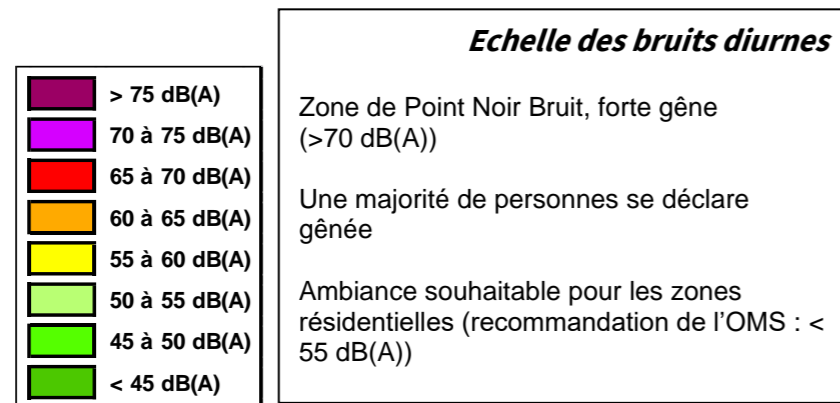 Echelle des bruits diurnes
> 75 dB(A)
70 à 75 dB(A)
65 à 70 dB(A)
60 à 65 dB(A)
55 à 60 dB(A)
50 à 55 dB(A)
45 à 50 dB(A)
< 45 dB(A)
Zone de Point Noir Bruit, forte gêne
(>70 dB(A))
Une majorité de personnes se déclare
gênée
Ambiance souhaitable pour les zones
résidentielles (recommandation de l’OMS : <
55 dB(A))